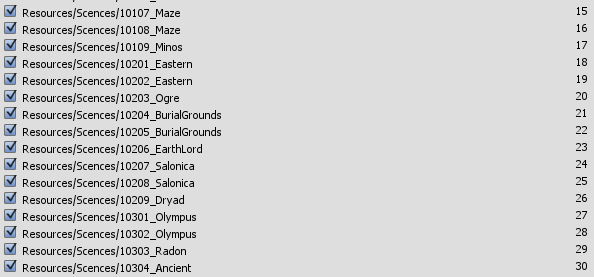 Resources/Scences/10107_Maze 15
Resources/Scences/10108_Maze 16
Resources/Scences/10109_Minos 17
Resources/Scences/10201_Eastern 18
Resources/Scences/10202_Eastern 19
Resources/Scences/10203_Ogre 20
Resources/Scences/10204_BurialGrounds 21
Resources/Scences/10205_BurialGrounds 22
Resources/Scences/10206_EarthLord 23
Resources/Scences/10207_Salonica 24
Resources/Scences/10208_Salonica 25
Resources/Scences/10209_Dryad 26
Resources/Scences/10301_Olympus 27
Resources/Scences/10302_Olympus 28
Resources/Scences/10303_Radon 29
Resources/Scences/10304_Ancient 30